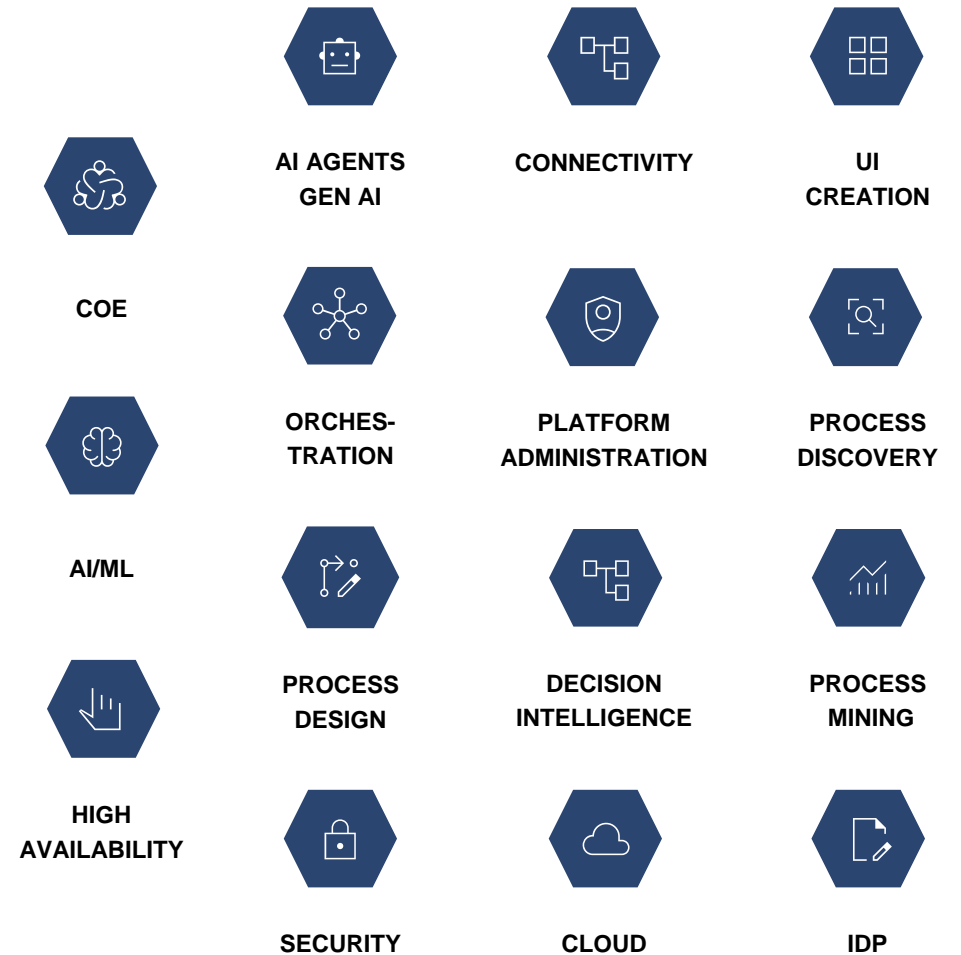 AI AGENTS
GEN AI
CONNECTIVITY
UI
CREATION
COE
ORCHES-
TRATION
PLATFORM
ADMINISTRATION
PROCESS
DISCOVERY
AI/ML
PROCESS
DESIGN
DECISION
INTELLIGENCE
PROCESS
MINING
HIGH
AVAILABILITY
SECURITY
CLOUD
IDP